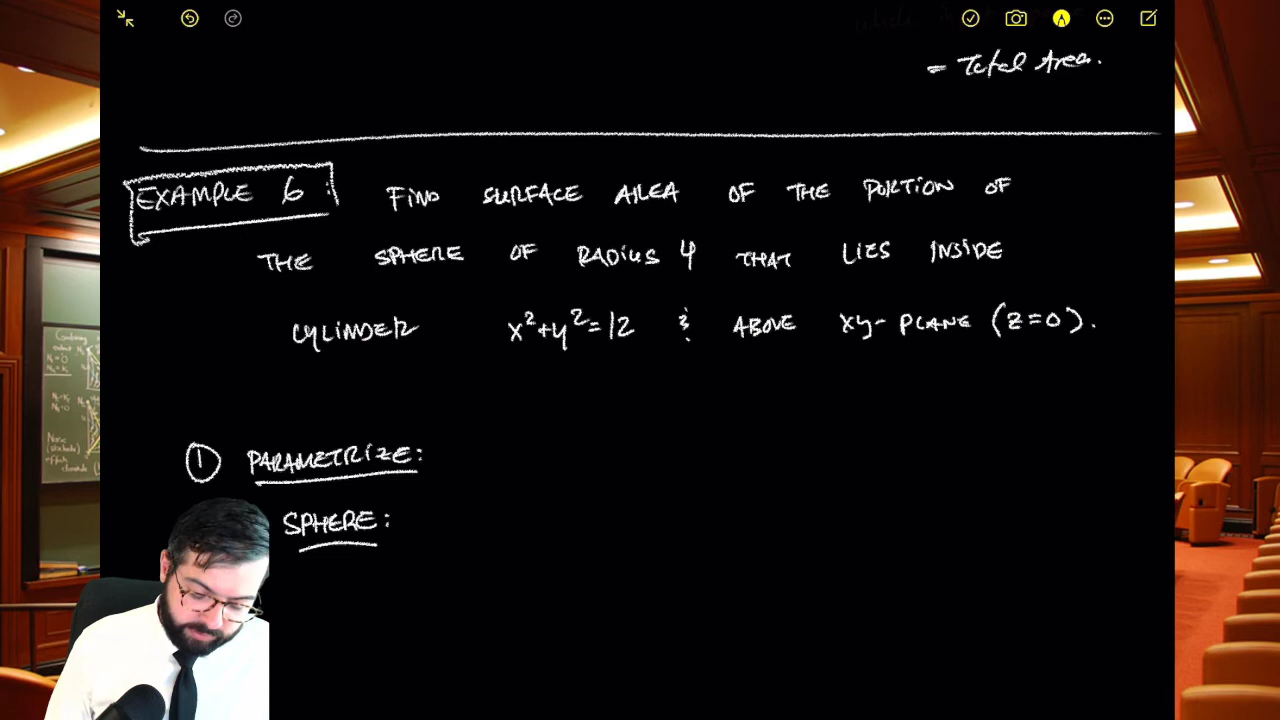 = Total Area.
EXAMPLE 6: FIND SURFACE AREA OF THE PORTION OF
THE SPHERE OF RADIUS 4 THAT LIES INSIDE
CYLINDER x²+y²=12 & ABOVE xy-PLANE (z=0).
① PARAMETRIZE:
SPHERE: